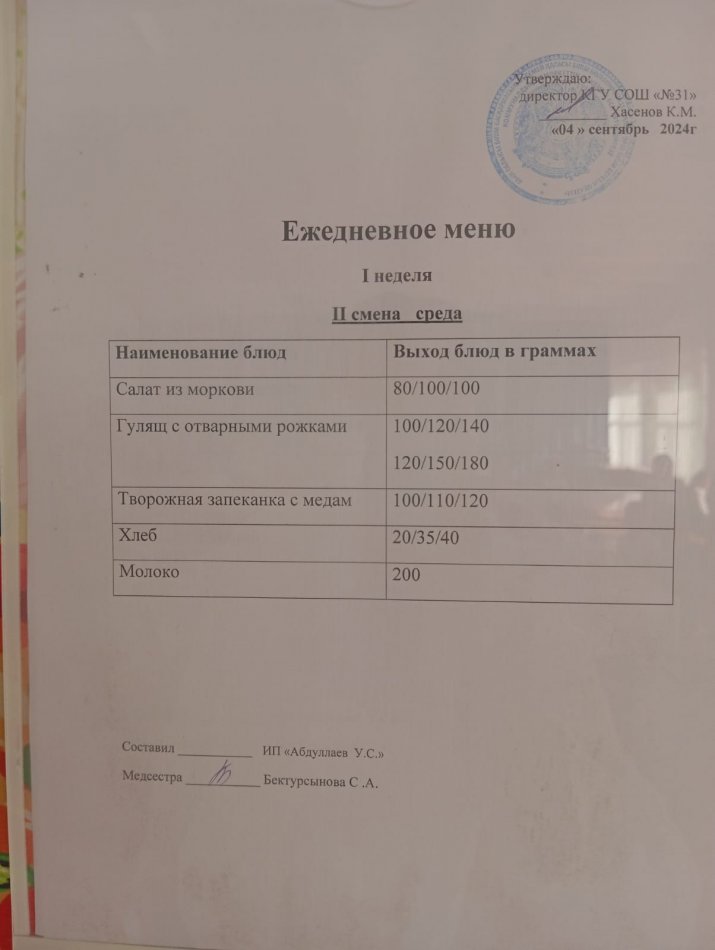 Утверждаю:
директор КГУ СОШ «№31»
Хасенов К.М.
«04 » сентябрь 2024г
Ежедневное меню
I неделя
II смена среда
Наименование блюд Выход блюд в граммах
Салат из моркови 80/100/100
Гулящ с отварными рожками 100/120/140
120/150/180
Творожная запеканка с медам 100/110/120
Хлеб 20/35/40
Молоко 200
Составил ___________ ИП «Абдуллаев У.С.»
Медсестра ___________ Бектурсынова С .А.